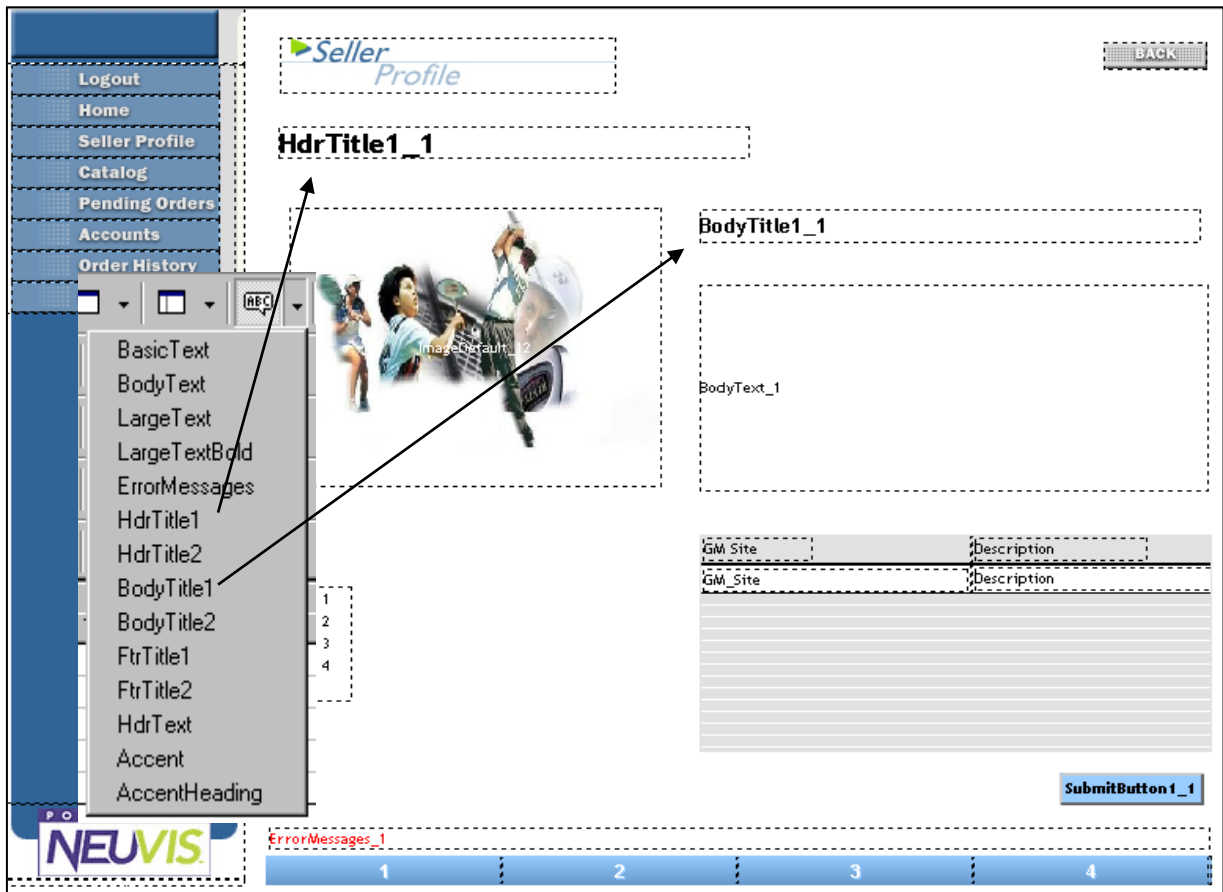 Seller
Profile
BACK
Logout
Home
Seller Profile
Catalog
Pending Orders
Accounts
Order History
HdrTitle1_1
ImageDefault_12
BodyTitle1_1
BodyText_1
ABC
BasicText
BodyText
LargeText
LargeTextBold
ErrorMessages
HdrTitle1
HdrTitle2
BodyTitle1
BodyTitle2
FtrTitle1
FtrTitle2
HdrText
Accent
AccentHeading
1
2
3
4
GM Site Description
GM_Site Description
SubmitButton1_1
PO
NEUVIS
ErrorMessages_1
1 2 3 4